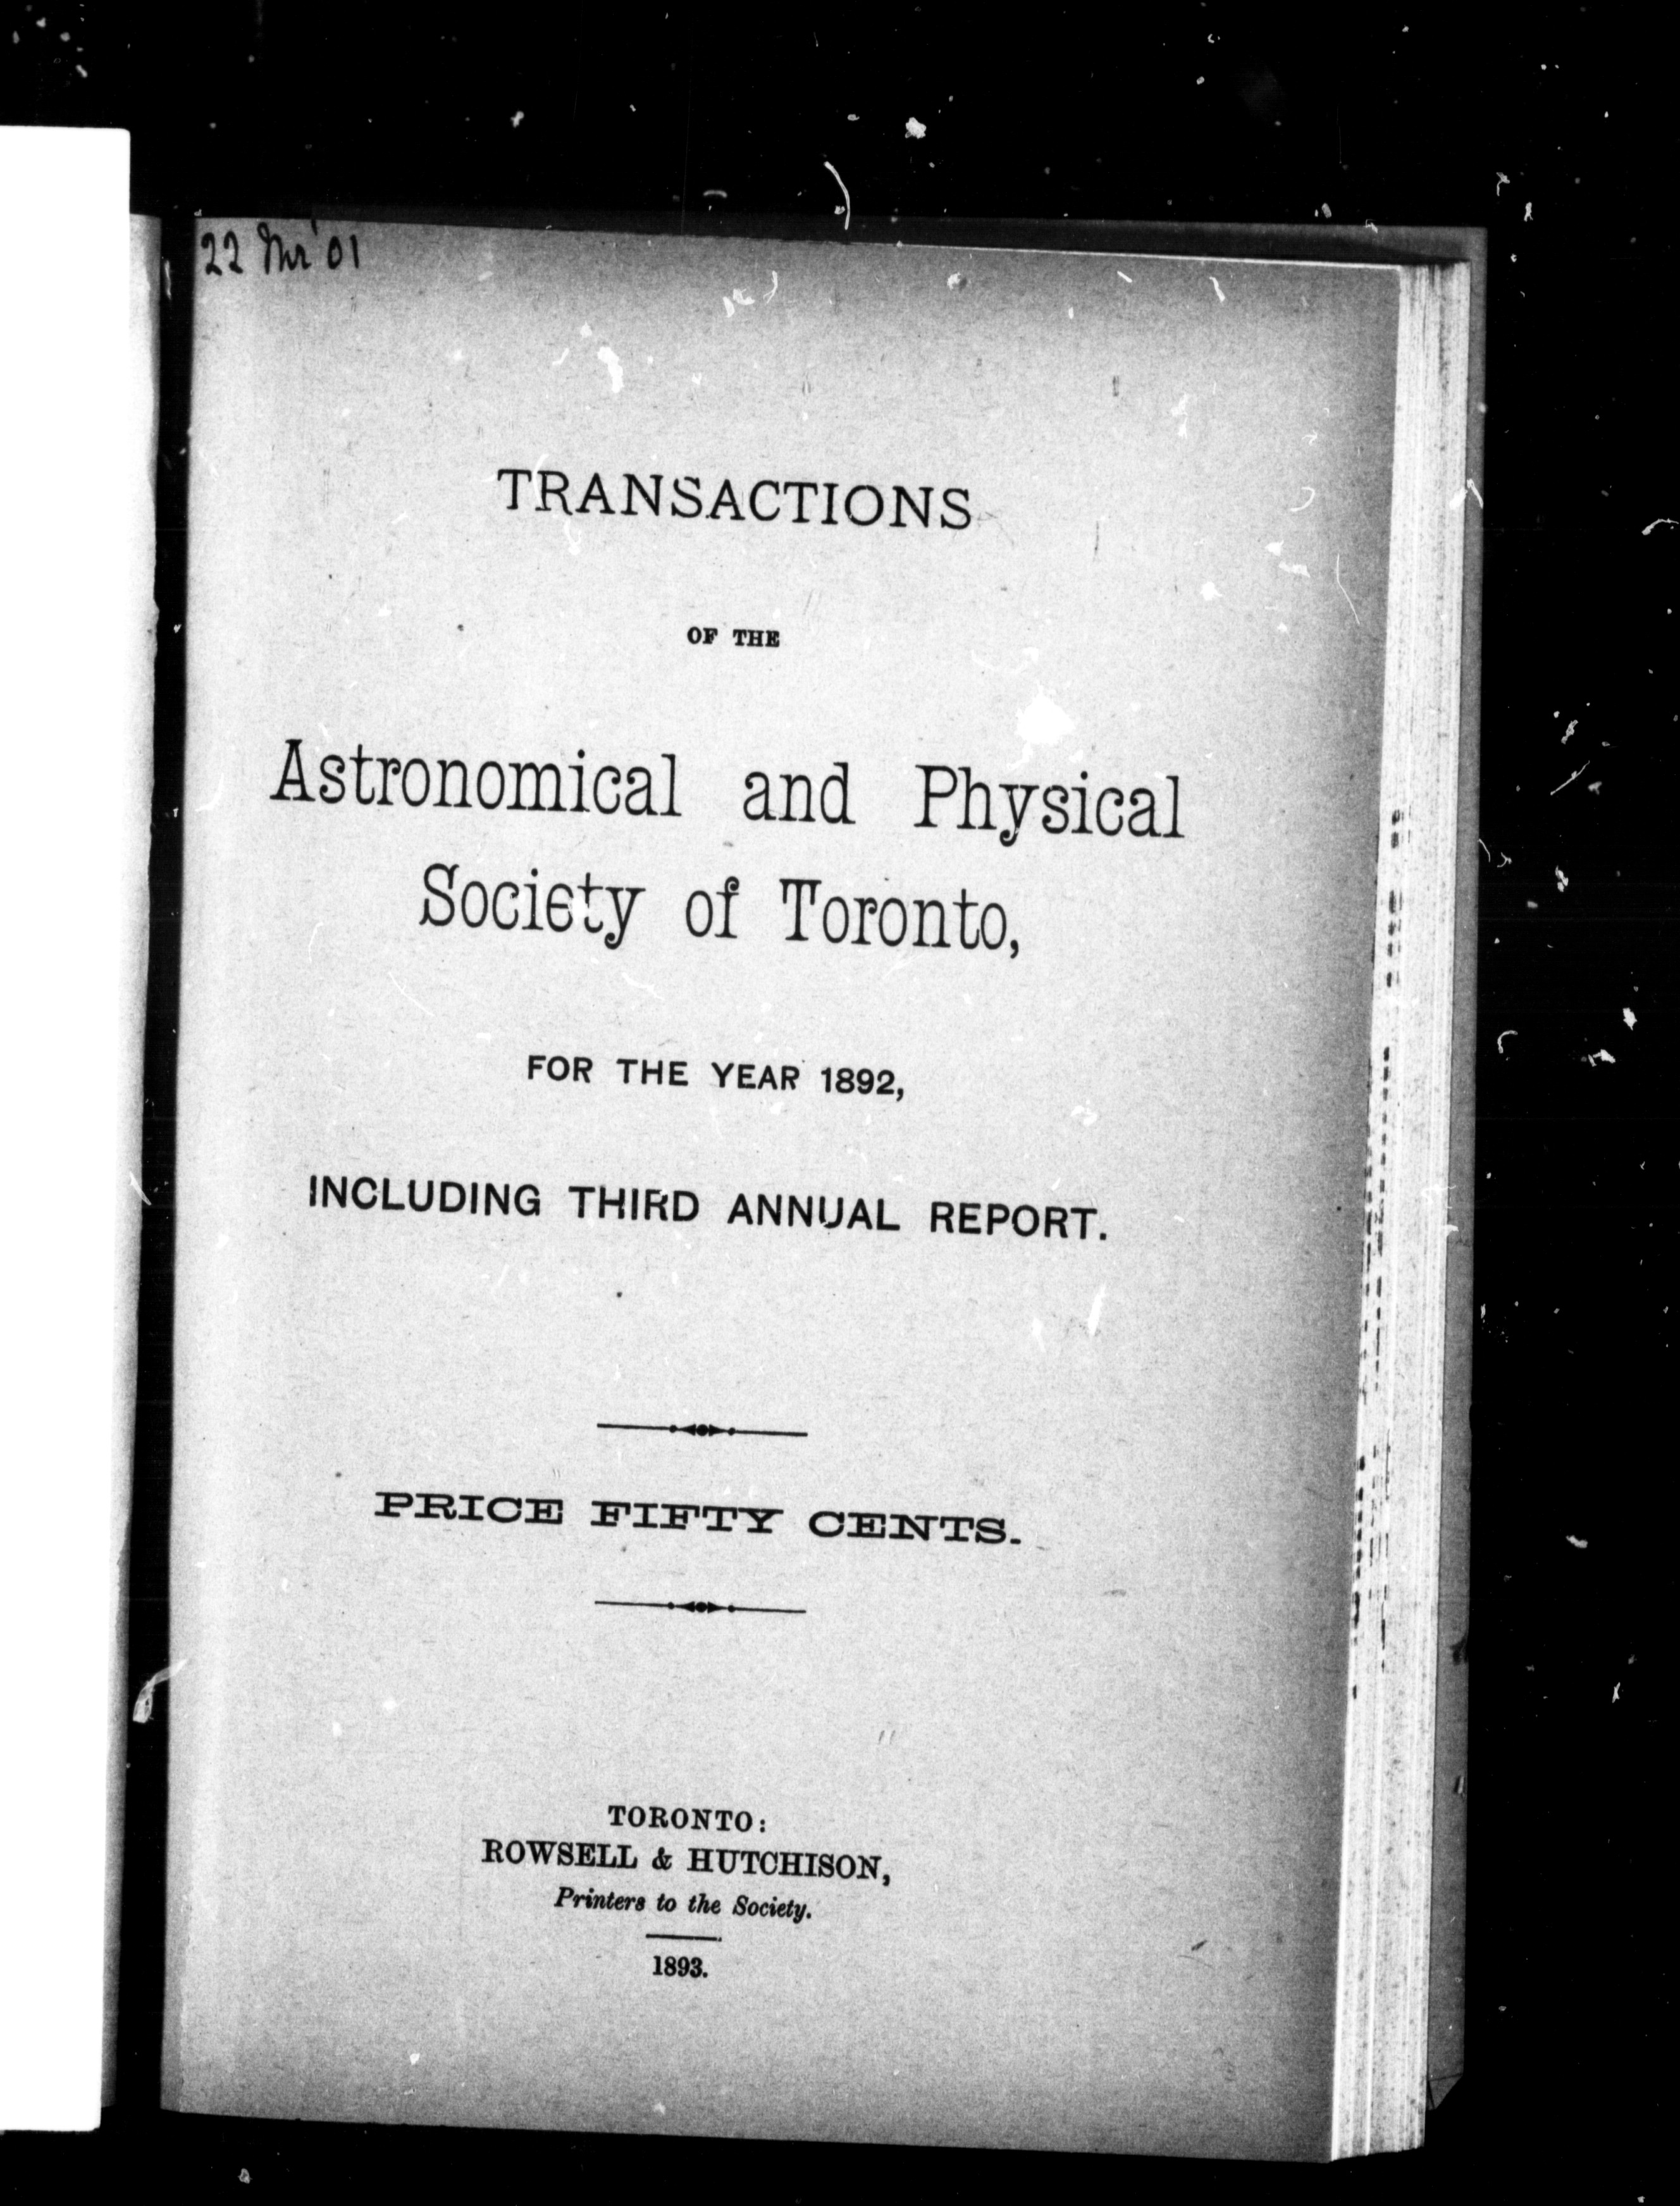 22 Mr '01
TRANSACTIONS
OF THE
Astronomical and Physical
Society of Toronto,
FOR THE YEAR 1892,
INCLUDING THIRD ANNUAL REPORT.
PRICE FIFTY CENTS.
TORONTO:
ROWSELL & HUTCHISON,
Printers to the Society.
1893.